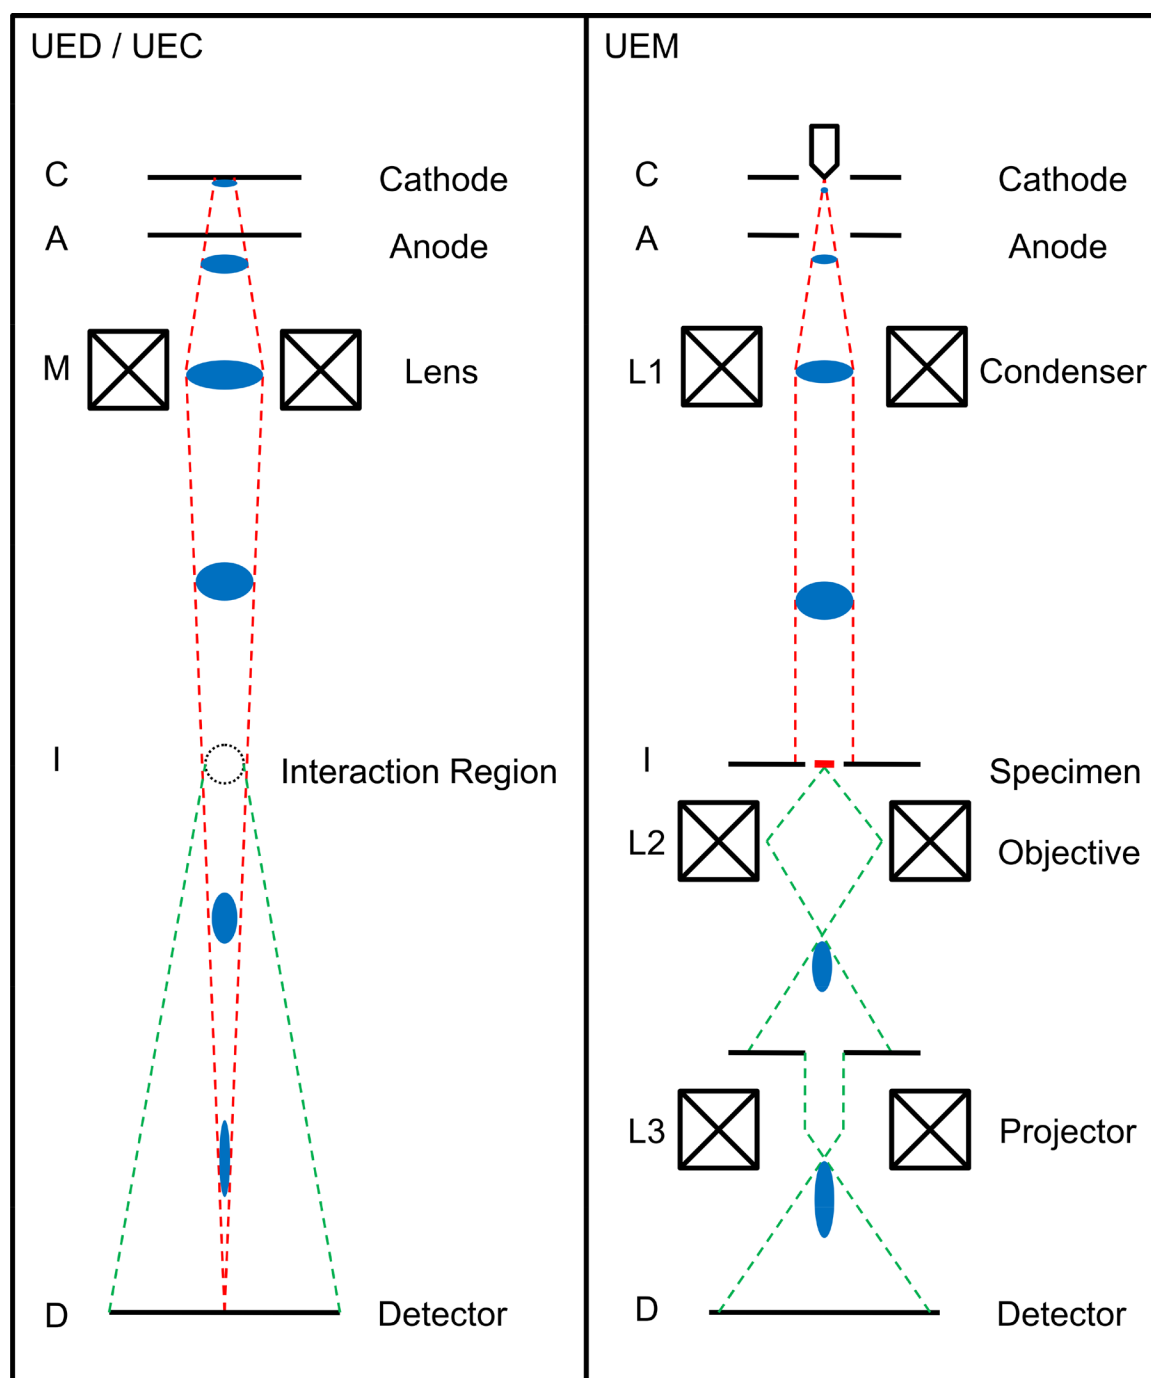 UED / UEC
C Cathode
A Anode
M Lens
I Interaction Region
D Detector
UEM
C Cathode
A Anode
L1 Condenser
I Specimen
L2 Objective
L3 Projector
D Detector